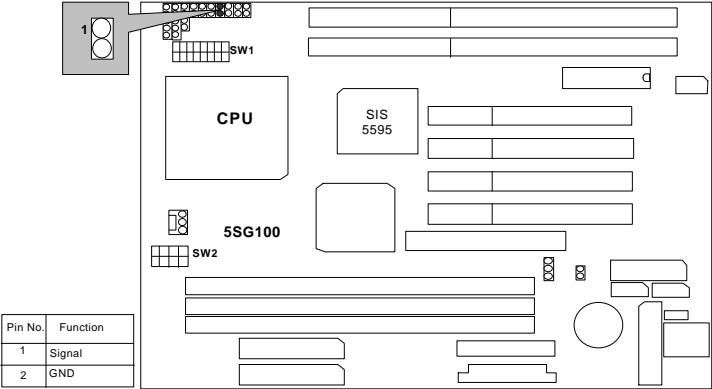 1
SW1
CPU
SIS
5595
5SG100
SW2
Pin No. Function
1 Signal
2 GND